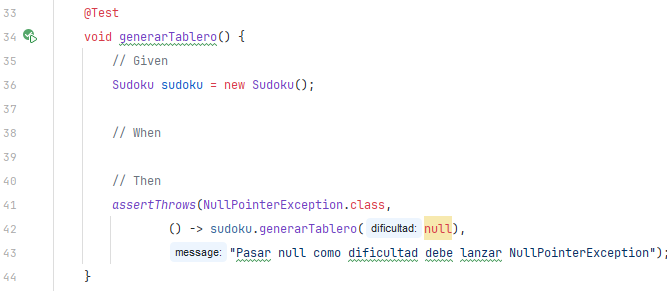 33 @Test
34 void generarTablero() {
35 // Given
36 Sudoku sudoku = new Sudoku();
37
38 // When
39
40 // Then
41 assertThrows(NullPointerException.class,
42 () -> sudoku.generarTablero( dificultad: null),
43 message: "Pasar null como dificultad debe lanzar NullPointerException");
44 }